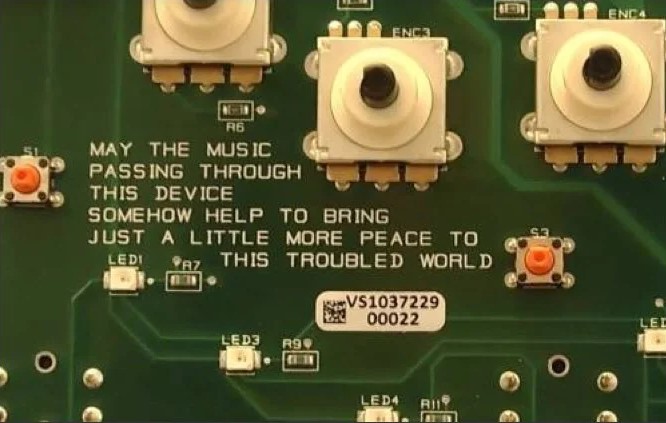 ENC3
ENC4
R6
S1
MAY THE MUSIC
PASSING THROUGH
THIS DEVICE
SOMEHOW HELP TO BRING
JUST A LITTLE MORE PEACE TO
THIS TROUBLED WORLD
S3
LED1
R7
VS1037229
00022
LED3
R9
LED
LED4
R11